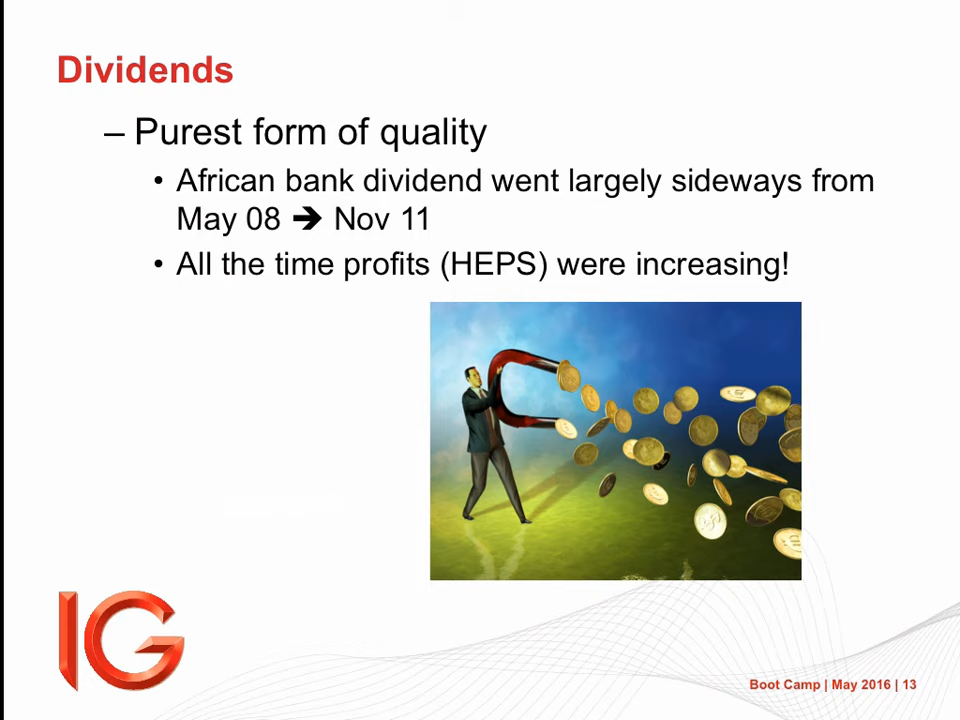 Dividends
– Purest form of quality
• African bank dividend went largely sideways from
May 08 ➔ Nov 11
• All the time profits (HEPS) were increasing!
IG
Boot Camp | May 2016 | 13